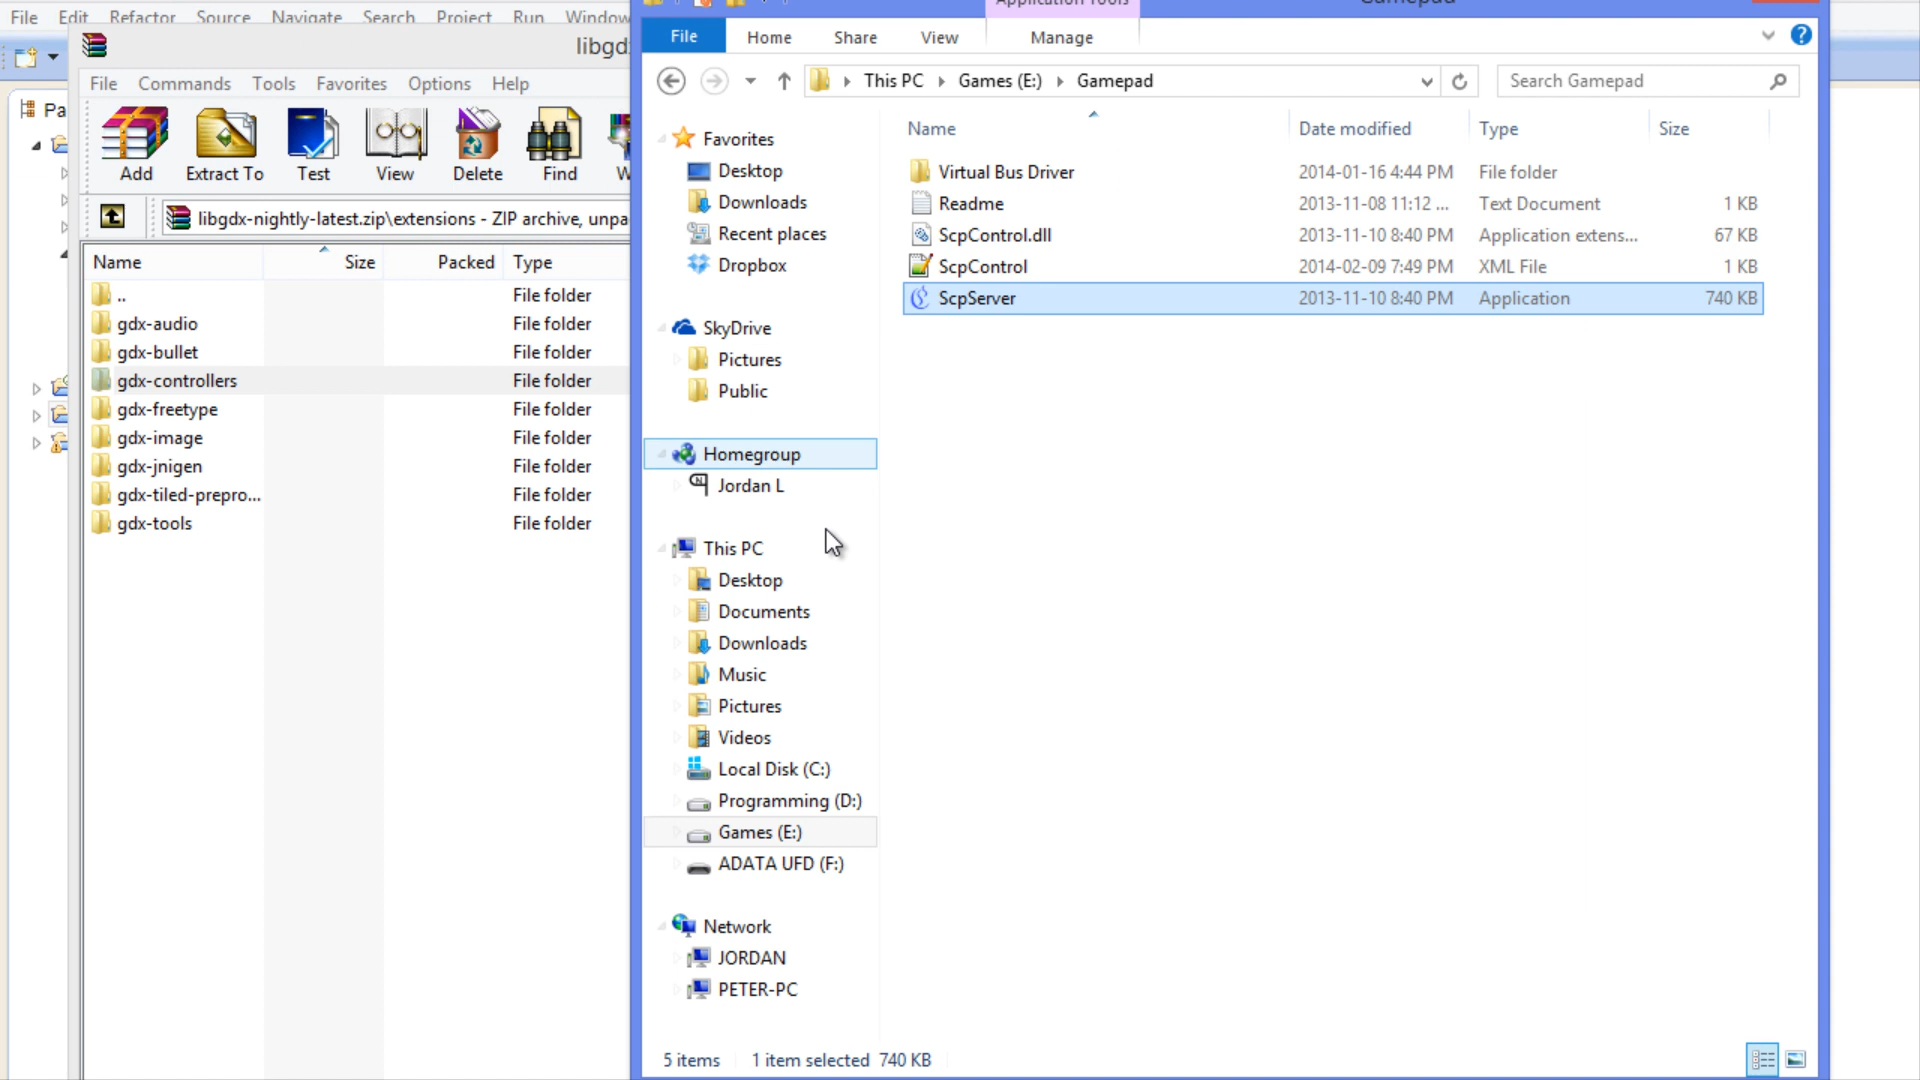 File Edit Refactor Source Navigate Search Project Run Window
Pa
libgdx
File Commands Tools Favorites Options Help
Add Extract To Test View Delete Find
libgdx-nightly-latest.zip\extensions - ZIP archive, unpa
Name Size Packed Type
.. File folder
gdx-audio File folder
gdx-bullet File folder
gdx-controllers File folder
gdx-freetype File folder
gdx-image File folder
gdx-jnigen File folder
gdx-tiled-prepro... File folder
gdx-tools File folder
Application Tools
Gamepad
File Home Share View Manage
This PC Games (E:) Gamepad
Search Gamepad
Favorites
Desktop
Downloads
Recent places
Dropbox
SkyDrive
Pictures
Public
Homegroup
Jordan L
This PC
Desktop
Documents
Downloads
Music
Pictures
Videos
Local Disk (C:)
Programming (D:)
Games (E:)
ADATA UFD (F:)
Network
JORDAN
PETER-PC
Name Date modified Type Size
Virtual Bus Driver 2014-01-16 4:44 PM File folder
Readme 2013-11-08 11:12 ... Text Document 1 KB
ScpControl.dll 2013-11-10 8:40 PM Application extens... 67 KB
ScpControl 2014-02-09 7:49 PM XML File 1 KB
ScpServer 2013-11-10 8:40 PM Application 740 KB
5 items 1 item selected 740 KB